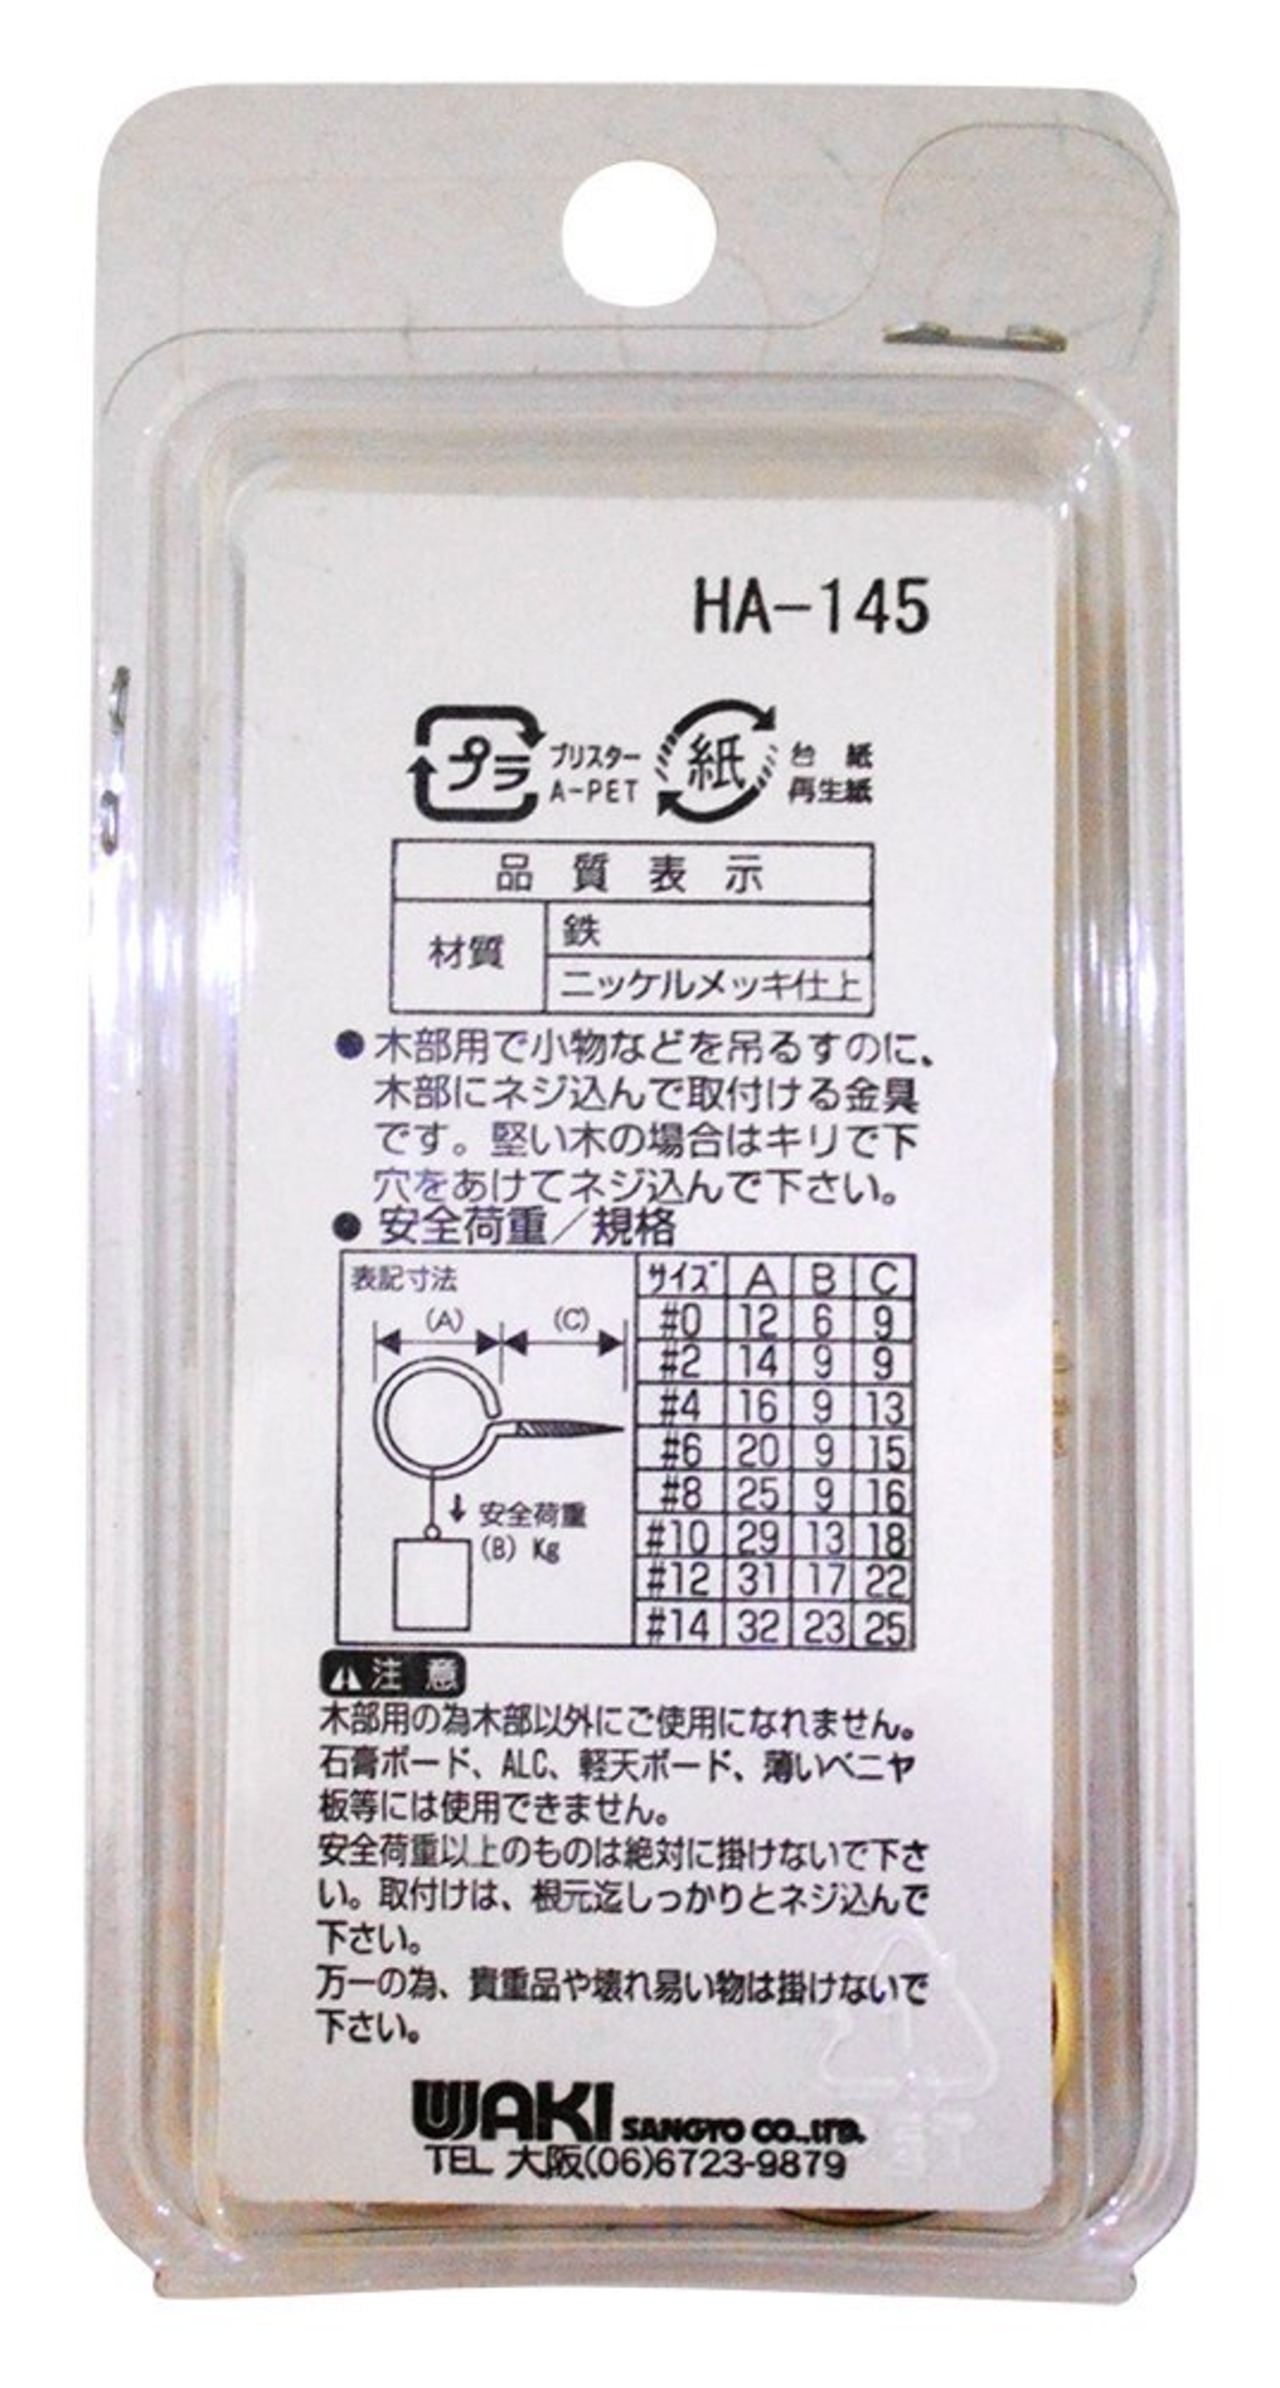 HA-145
プラ ブリスター 紙 台 紙
A-PET 再生紙
品 質 表 示
材質 鉄
ニッケルメッキ仕上
●木部用で小物などを吊るすのに、
木部にネジ込んで取付ける金具
です。堅い木の場合はキリで下
穴をあけてネジ込んで下さい。
● 安全荷重/規格
表記寸法
(A) (C)
安全荷重
(B) Kg
サイズ A B C
#0 12 6 9
#2 14 9 9
#4 16 9 13
#6 20 9 15
#8 25 9 16
#10 29 13 18
#12 31 17 22
#14 32 23 25
注 意
木部用の為木部以外にご使用になれません。
石膏ボード、ALC、軽天ボード、薄いベニヤ
板等には使用できません。
安全荷重以上のものは絶対に掛けないで下さ
い。取付けは、根元迄しっかりとネジ込んで
下さい。
万一の為、貴重品や壊れ易い物は掛けないで
下さい。
WAKI SANGYO CO.,LTD.
TEL 大阪(06)6723-9879